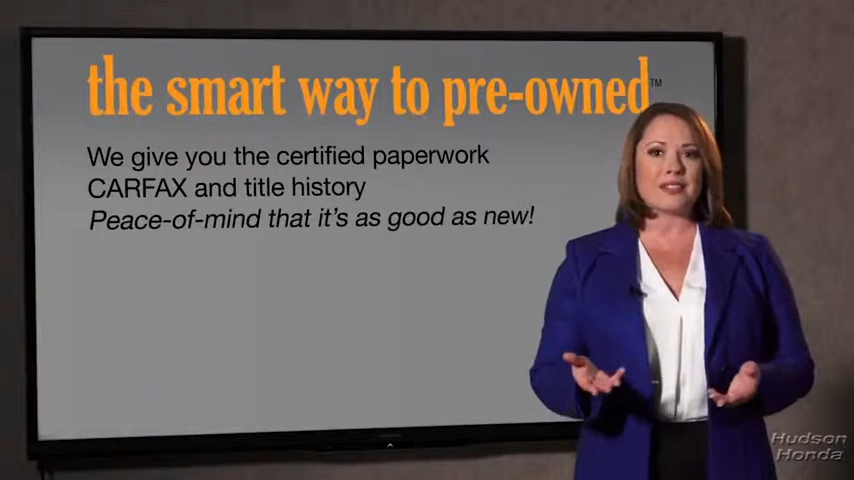 the smart way to pre-owned™
We give you the certified paperwork
CARFAX and title history
Peace-of-mind that it's as good as new!
Hudson
Honda